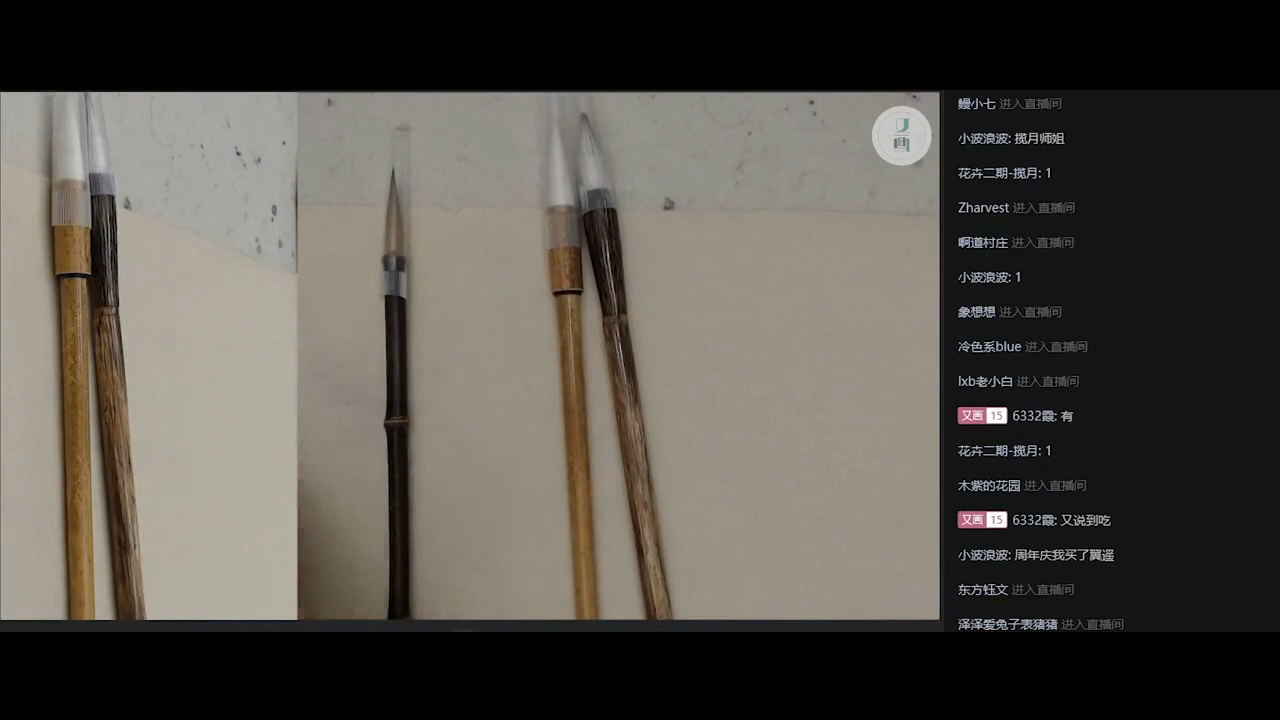 鳗小七 进入直播间
小波浪波: 揽月师姐
花卉二期-揽月: 1
Zharvest 进入直播间
啊道村庄 进入直播间
小波浪波: 1
象想想 进入直播间
冷色系blue 进入直播间
lxb老小白 进入直播间
又画 15 6332霞: 有
花卉二期-揽月: 1
木紫的花园 进入直播间
又画 15 6332霞: 又说到吃
小波浪波: 周年庆我买了翼遥
东方钰文 进入直播间
泽泽爱兔子表猪猪 进入直播间